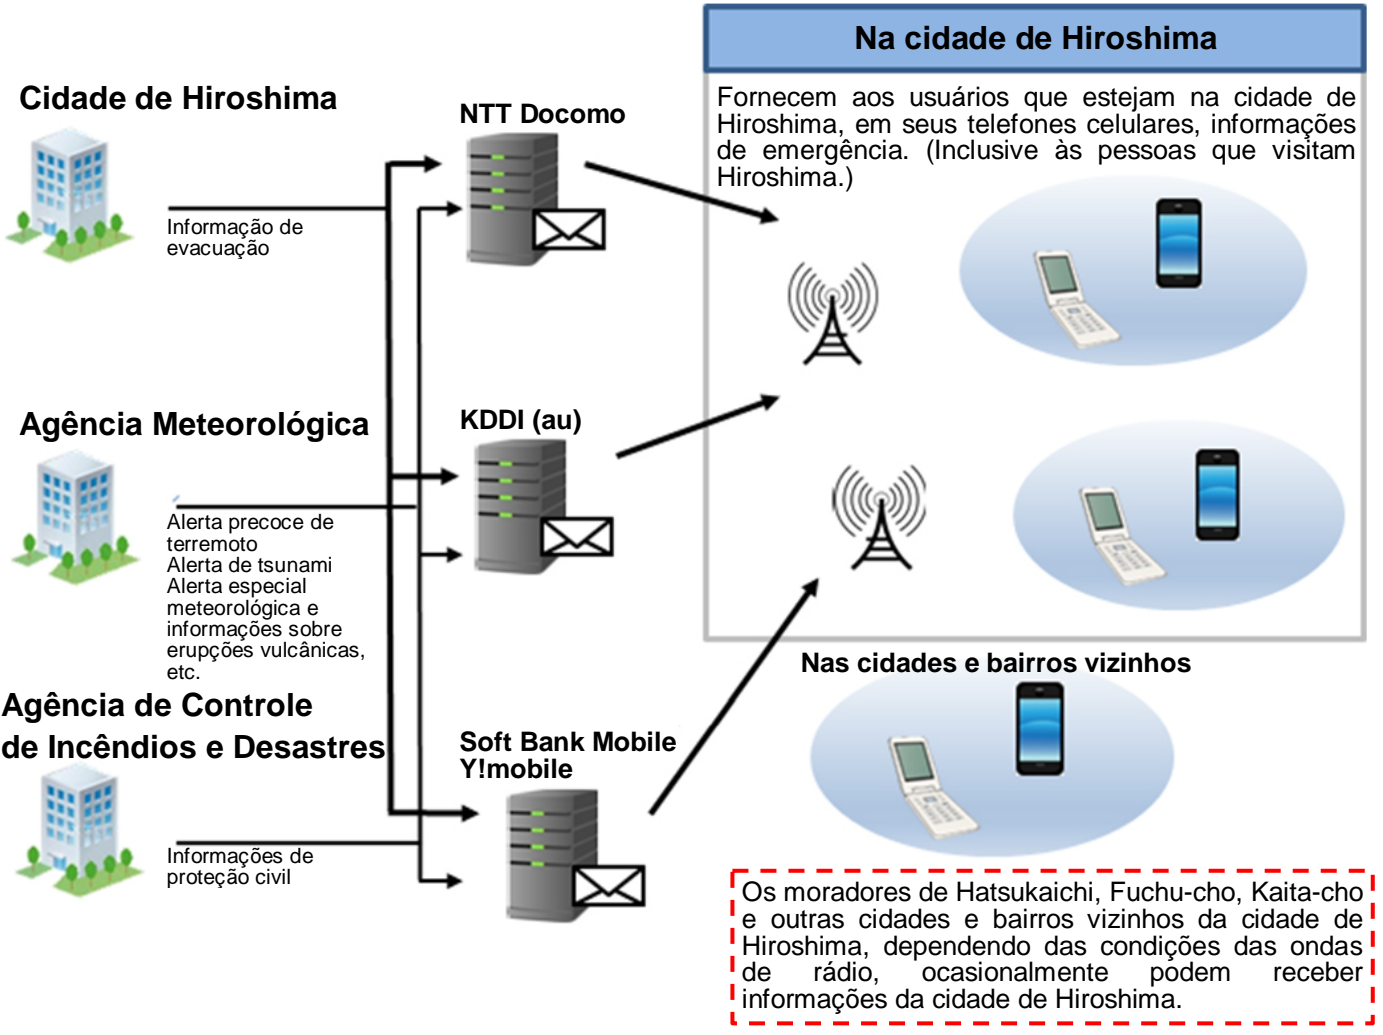 Na cidade de Hiroshima
Fornecem aos usuários que estejam na cidade de
Hiroshima, em seus telefones celulares, informações
de emergência. (Inclusive às pessoas que visitam
Hiroshima.)
Cidade de Hiroshima
Informação de
evacuação
NTT Docomo
Agência Meteorológica
Alerta precoce de
terremoto
Alerta de tsunami
Alerta especial
meteorológica e
informações sobre
erupções vulcânicas,
etc.
KDDI (au)
Agência de Controle
de Incêndios e Desastres
Informações de
proteção civil
Soft Bank Mobile
Y!mobile
Nas cidades e bairros vizinhos
Os moradores de Hatsukaichi, Fuchu-cho, Kaita-cho
e outras cidades e bairros vizinhos da cidade de
Hiroshima, dependendo das condições das ondas
de rádio, ocasionalmente podem receber
informações da cidade de Hiroshima.